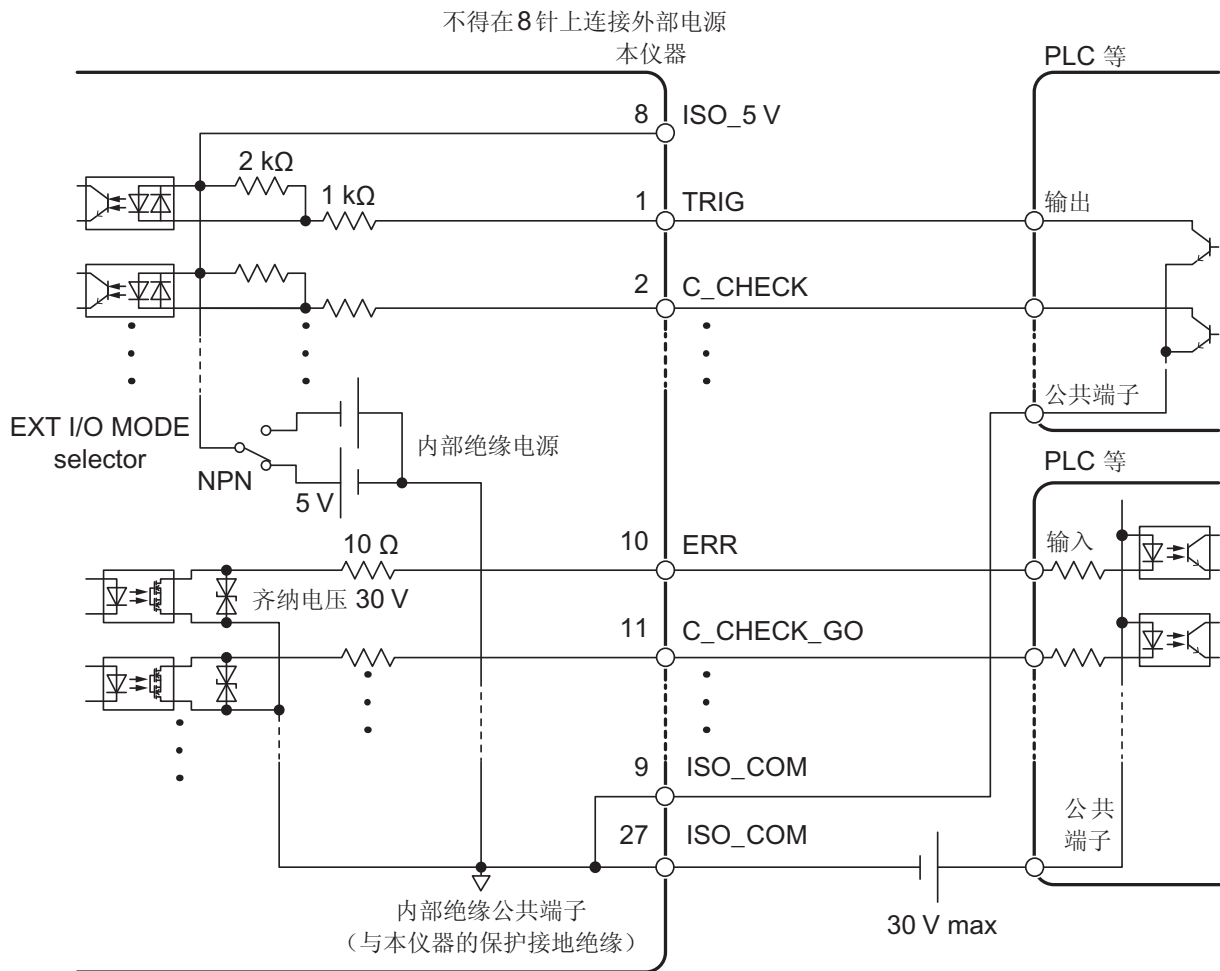 不得在8针上连接外部电源
本仪器
PLC 等
8
ISO_5 V
2 kΩ
1 kΩ
1
TRIG
输出
2
C_CHECK
公共端子
EXT I/O MODE
selector
NPN
5 V
内部绝缘电源
PLC 等
10 Ω
10
ERR
输入
齐纳电压 30 V
11
C_CHECK_GO
9
ISO_COM
27
ISO_COM
公共
端子
内部绝缘公共端子
（与本仪器的保护接地绝缘）
30 V max